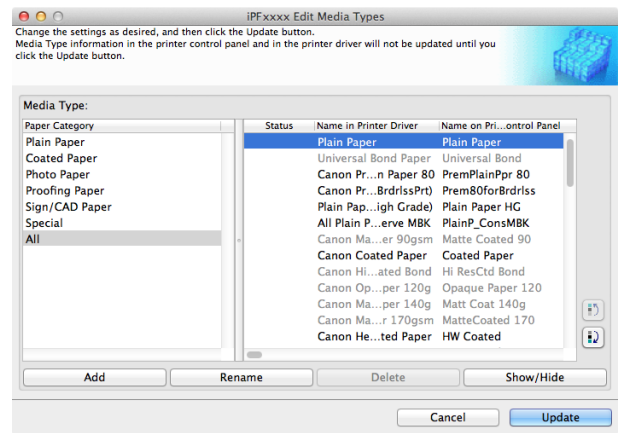 iPFxxxx Edit Media Types
Change the settings as desired, and then click the Update button.
Media Type information in the printer control panel and in the printer driver will not be updated until you
click the Update button.
Media Type:
Paper Category
Plain Paper
Coated Paper
Photo Paper
Proofing Paper
Sign/CAD Paper
Special
All
Status Name in Printer Driver Name on Pri...ontrol Panel
Plain Paper Plain Paper
Universal Bond Paper Universal Bond
Canon Pr...n Paper 80 PremPlainPpr 80
Canon Pr...BrdrlssPrt) Prem80forBrdrlss
Plain Pap...igh Grade) Plain Paper HG
All Plain P...erve MBK PlainP_ConsMBK
Canon Ma...er 90gsm Matte Coated 90
Canon Coated Paper Coated Paper
Canon Hi...ated Bond Hi ResCtd Bond
Canon Op...per 120g Opaque Paper 120
Canon Ma...per 140g Matt Coat 140g
Canon Ma...r 170gsm MatteCoated 170
Canon He...ted Paper HW Coated
Add Rename Delete Show/Hide
Cancel Update